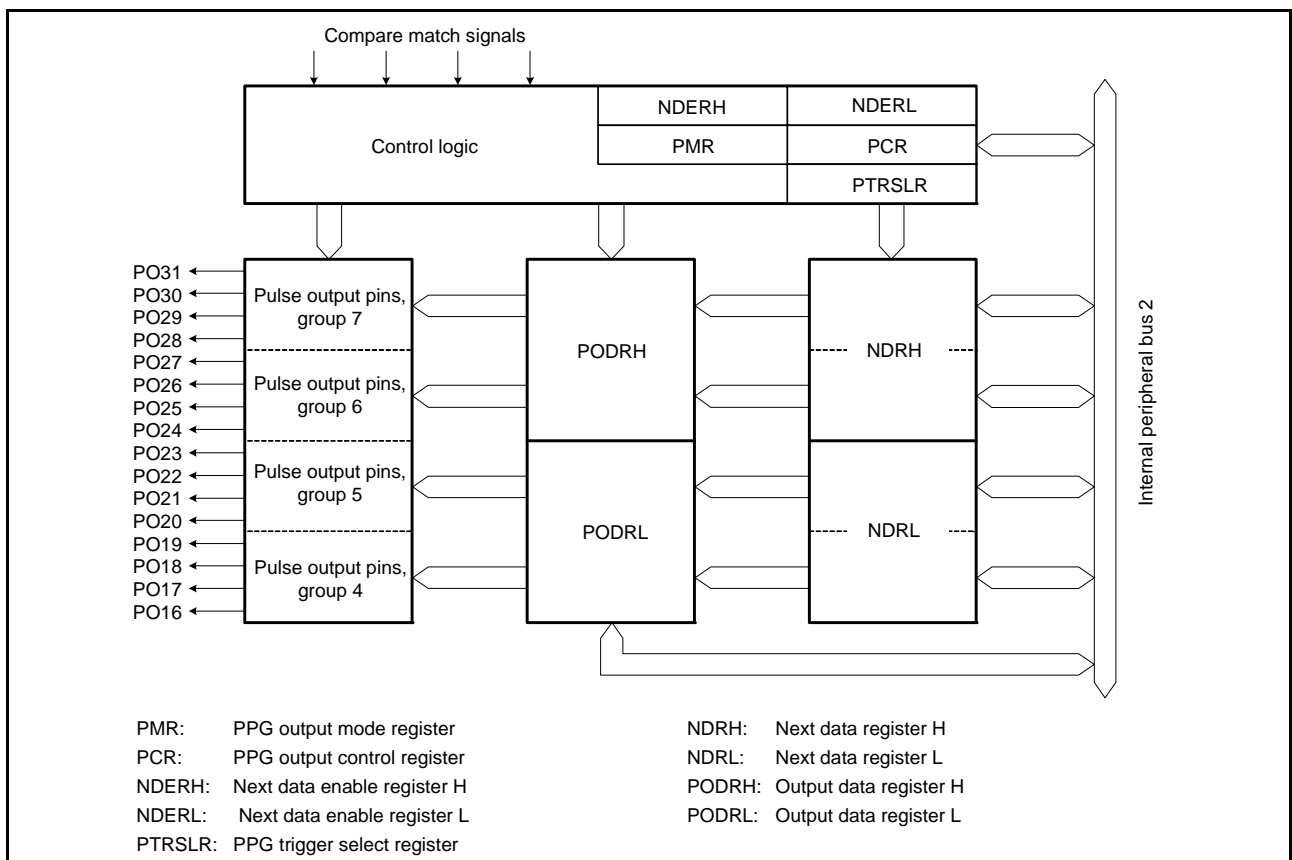 Compare match signals
NDERH
NDERL
Control logic
PMR
PCR
PTRSLR
PO31
PO30
PO29
PO28
PO27
PO26
PO25
PO24
PO23
PO22
PO21
PO20
PO19
PO18
PO17
PO16
Pulse output pins,
group 7
Pulse output pins,
group 6
Pulse output pins,
group 5
Pulse output pins,
group 4
PODRH
PODRL
NDRH
NDRL
Internal peripheral bus 2
PMR: PPG output mode register
PCR: PPG output control register
NDERH: Next data enable register H
NDERL: Next data enable register L
PTRSLR: PPG trigger select register
NDRH: Next data register H
NDRL: Next data register L
PODRH: Output data register H
PODRL: Output data register L